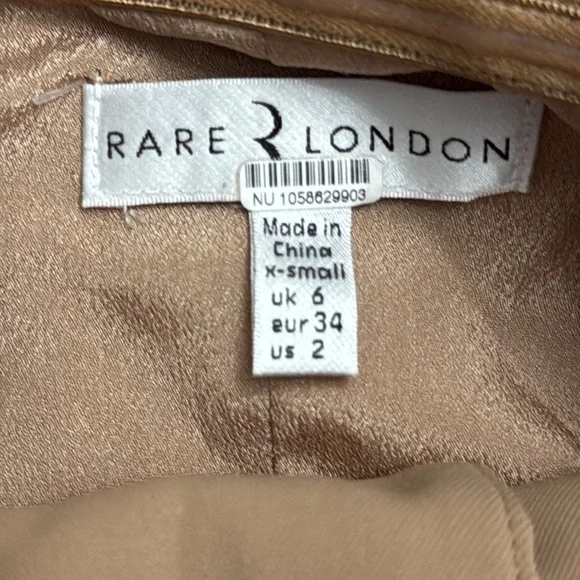 RARE R LONDON
NU 1058629903
Made in
China
x-small
uk 6
eur 34
us 2